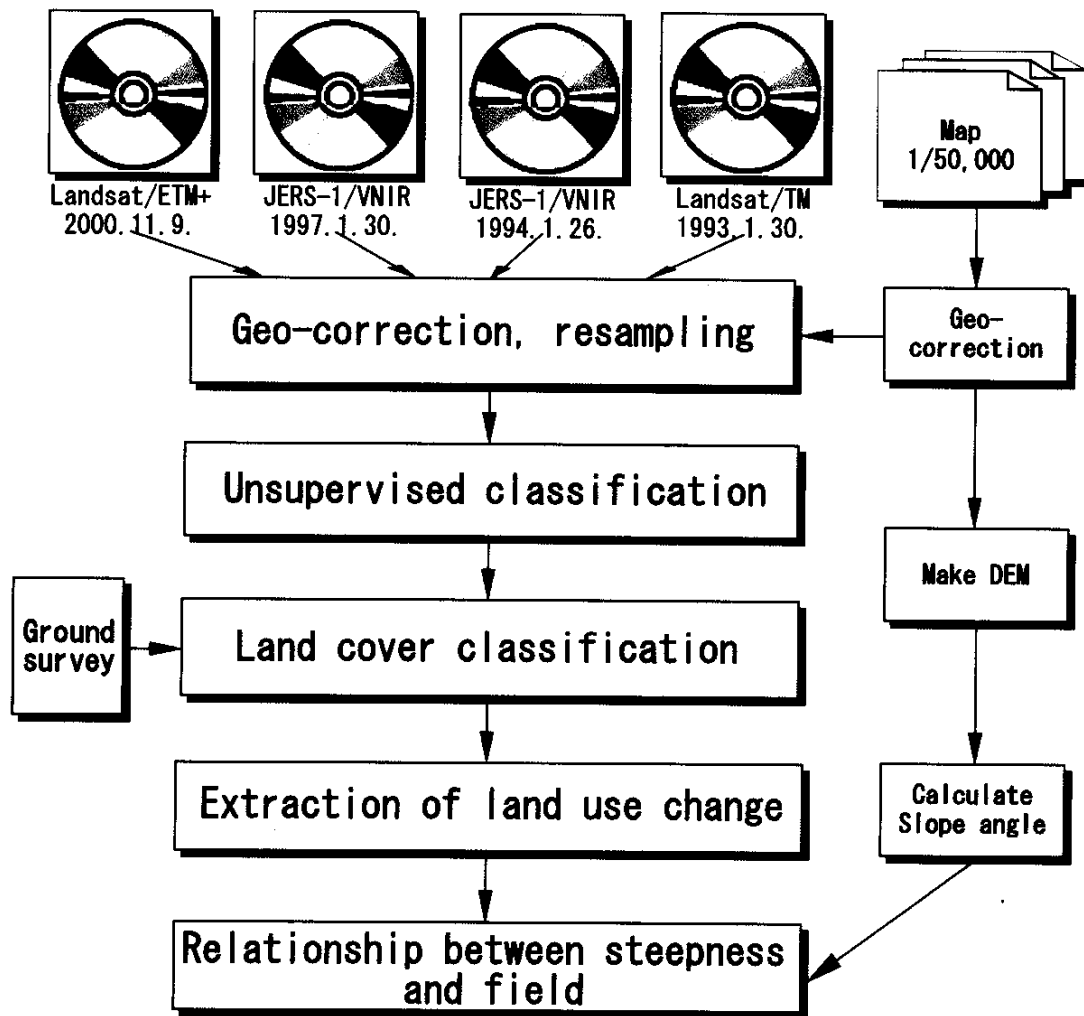 Landsat/ETM+
2000.11.9.
JERS-1/VNIR
1997.1.30.
JERS-1/VNIR
1994.1.26.
Landsat/TM
1993.1.30.
Map
1/50,000
Geo-correction, resampling
Geo-
correction
Unsupervised classification
Make DEM
Ground
survey
Land cover classification
Extraction of land use change
Calculate
Slope angle
Relationship between steepness
and field